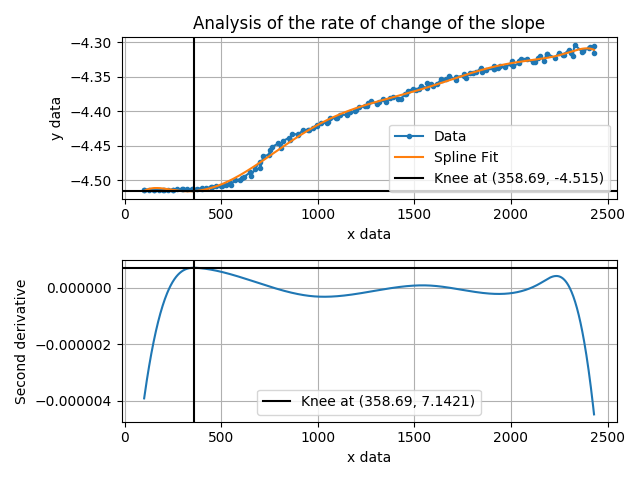 Analysis of the rate of change of the slope
−4.30
−4.35
−4.40
−4.45
−4.50
y data
Data
Spline Fit
Knee at (358.69, -4.515)
0 500 1000 1500 2000 2500
x data
0.000000
−0.000002
−0.000004
Second derivative
Knee at (358.69, 7.1421)
0 500 1000 1500 2000 2500
x data